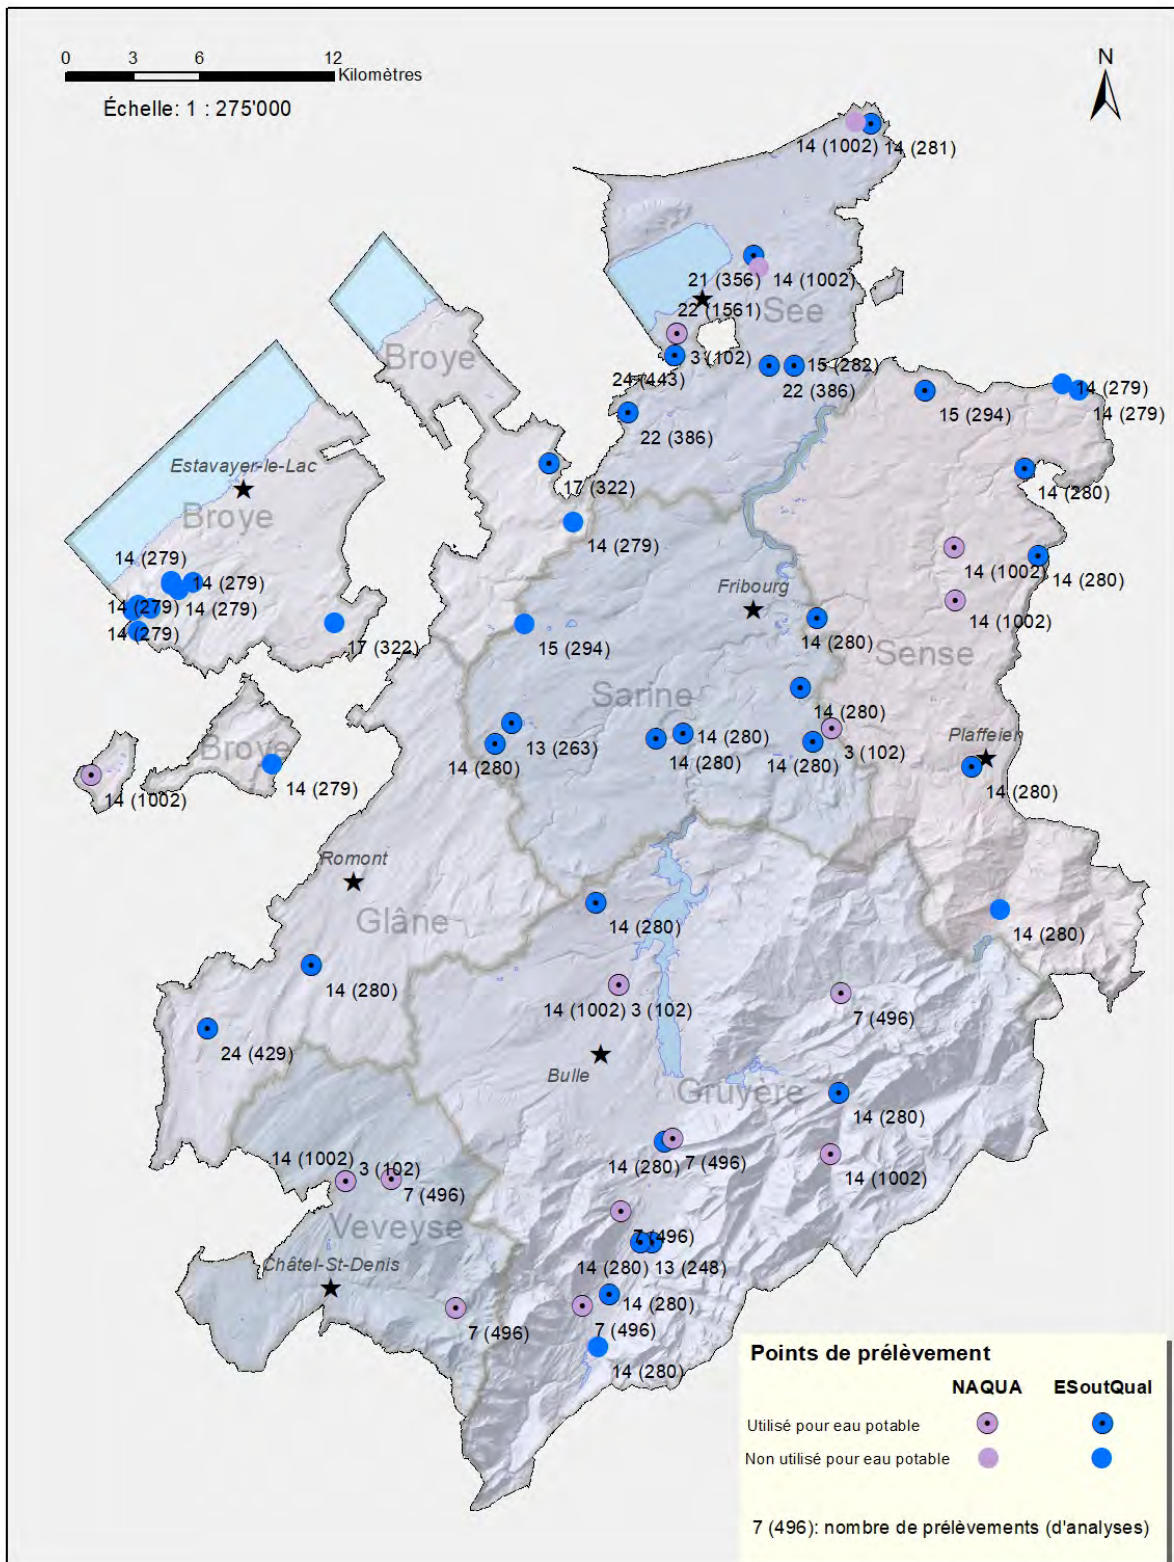 0 3 6 12
Kilomètres
Échelle: 1 : 275'000
N
14 (1002) 14 (281)
21 (356) 14 (1002)
22 (1561) See
Broye
3 (102) 15 (282)
24 (443) 22 (386)
14 (279)
14 (279)
15 (294)
22 (386)
Estavayer-le-Lac
17 (322)
14 (280)
Broye
14 (279)
14 (279)
14 (279)
14 (1002)
14 (280)
14 (279) 14 (279)
Fribourg
14 (1002)
14 (279)
17 (322)
15 (294)
14 (280)
Sense
Sarine
14 (280)
Broye
13 (263)
14 (280)
14 (280)
14 (280)
14 (280)
3 (102)
Plaffeien
14 (1002)
14 (279)
14 (280)
Romont
Glâne
14 (280)
14 (280)
14 (280)
14 (1002) 3 (102)
7 (496)
24 (429)
Bulle
Gruyère
14 (280)
14 (1002) 3 (102)
14 (280) 7 (496)
14 (1002)
7 (496)
Veveyse
7 (496)
Châtel-St-Denis
14 (280) 13 (248)
14 (280)
7 (496)
7 (496)
14 (280)
Points de prélèvement
NAQUA ESoutQual
Utilisé pour eau potable
Non utilisé pour eau potable
7 (496): nombre de prélèvements (d'analyses)